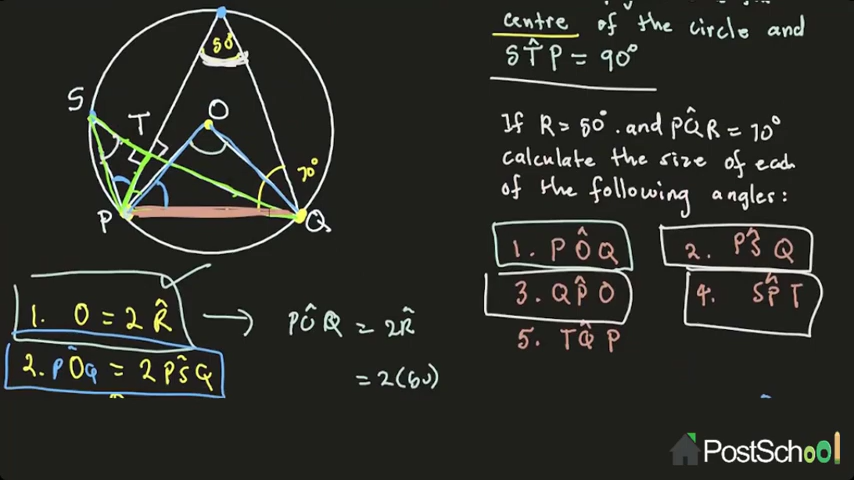 centre of the circle and
ST̂P = 90°
If R = 50° and PQ̂R = 70°
calculate the size of each
of the following angles:
1. PÔQ
2. PŜQ
3. QP̂O
4. SP̂T
5. TQ̂P
50°
S
T
O
70°
P
Q
1. O = 2R̂ → PÔQ = 2R̂
2. PÔQ = 2PŜQ
= 2(50)
PostSchool